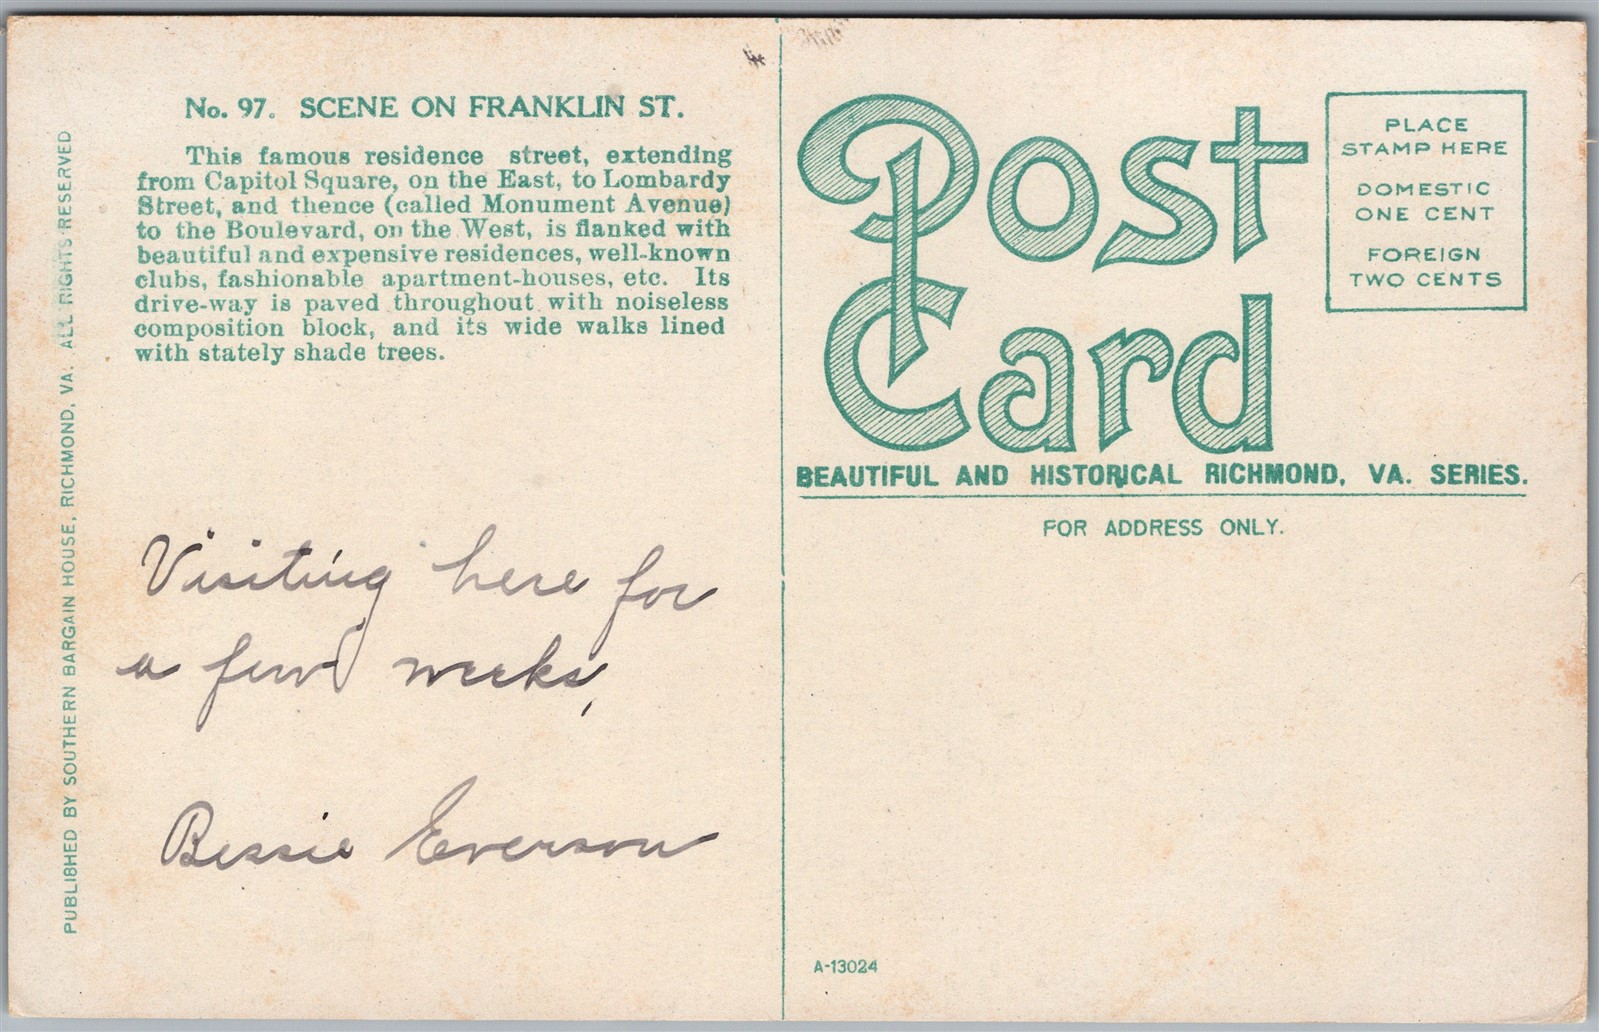 No. 97. SCENE ON FRANKLIN ST.
This famous residence street, extending
from Capitol Square, on the East, to Lombardy
Street, and thence (called Monument Avenue)
to the Boulevard, on the West, is flanked with
beautiful and expensive residences, well-known
clubs, fashionable apartment-houses, etc. Its
drive-way is paved throughout with noiseless
composition block, and its wide walks lined
with stately shade trees.
PUBLISHED BY SOUTHERN BARGAIN HOUSE, RICHMOND, VA. ALL RIGHTS RESERVED
Visiting here for
a few weeks,
Bessie Everson
Post
Card
PLACE
STAMP HERE
DOMESTIC
ONE CENT
FOREIGN
TWO CENTS
BEAUTIFUL AND HISTORICAL RICHMOND, VA. SERIES.
FOR ADDRESS ONLY.
A-13024